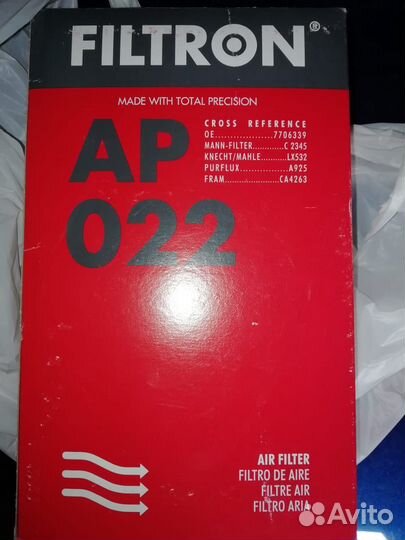 FILTRON®
MADE WITH TOTAL PRECISION
AP
022
CROSS REFERENCE
OE.................7706339
MANN-FILTER............C 2345
KNECHT/MAHLE..........LX532
PURFLUX.................A925
FRAM......................CA4263
AIR FILTER
FILTRO DE AIRE
FILTRE AIR
FILTRO ARIA
Avito